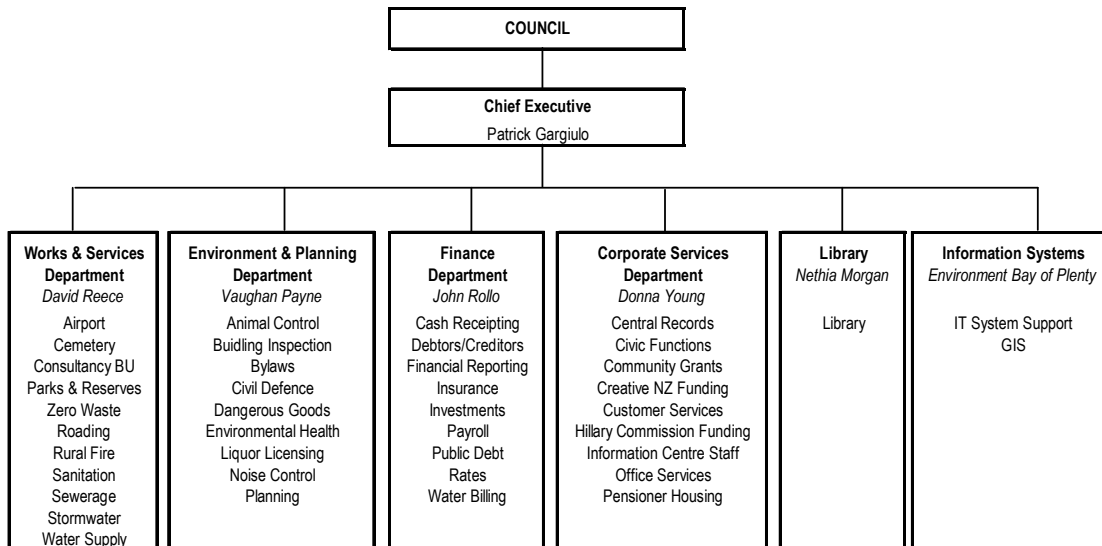 COUNCIL
Chief Executive
Patrick Gargiulo
Works & Services
Department
David Reece
Airport
Cemetery
Consultancy BU
Parks & Reserves
Zero Waste
Roading
Rural Fire
Sanitation
Sewerage
Stormwater
Water Supply
Environment & Planning
Department
Vaughan Payne
Animal Control
Buidling Inspection
Bylaws
Civil Defence
Dangerous Goods
Environmental Health
Liquor Licensing
Noise Control
Planning
Finance
Department
John Rollo
Cash Receipting
Debtors/Creditors
Financial Reporting
Insurance
Investments
Payroll
Public Debt
Rates
Water Billing
Corporate Services
Department
Donna Young
Central Records
Civic Functions
Community Grants
Creative NZ Funding
Customer Services
Hillary Commission Funding
Information Centre Staff
Office Services
Pensioner Housing
Library
Nethia Morgan
Library
Information Systems
Environment Bay of Plenty
IT System Support
GIS